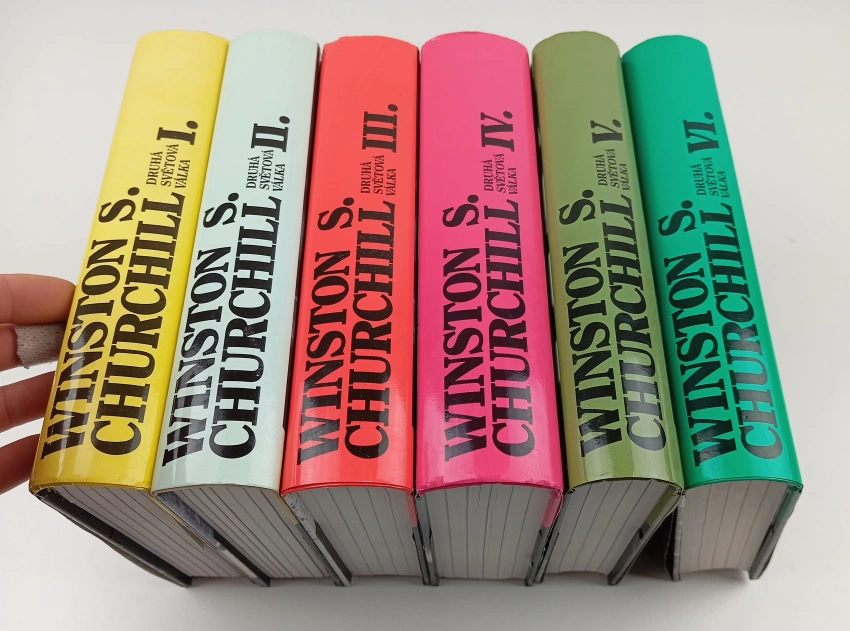 WINSTON S.
CHURCHILL
DRUHÁ
SVĚTOVÁ
VÁLKA
I.
WINSTON S.
CHURCHILL
DRUHÁ
SVĚTOVÁ
VÁLKA
II.
WINSTON S.
CHURCHILL
DRUHÁ
SVĚTOVÁ
VÁLKA
III.
WINSTON S.
CHURCHILL
DRUHÁ
SVĚTOVÁ
VÁLKA
IV.
WINSTON S.
CHURCHILL
DRUHÁ
SVĚTOVÁ
VÁLKA
V.
WINSTON S.
CHURCHILL
DRUHÁ
SVĚTOVÁ
VÁLKA
VI.